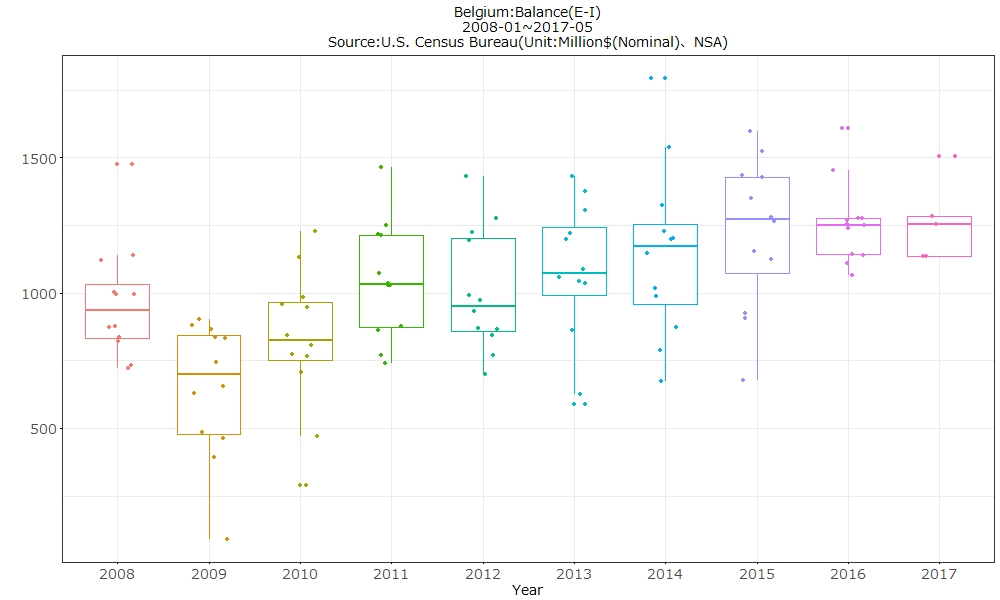 Belgium:Balance(E-I)
2008-01~2017-05
Source:U.S. Census Bureau(Unit:Million$(Nominal)、NSA)
1500
1000
500
2008 2009 2010 2011 2012 2013 2014 2015 2016 2017
Year